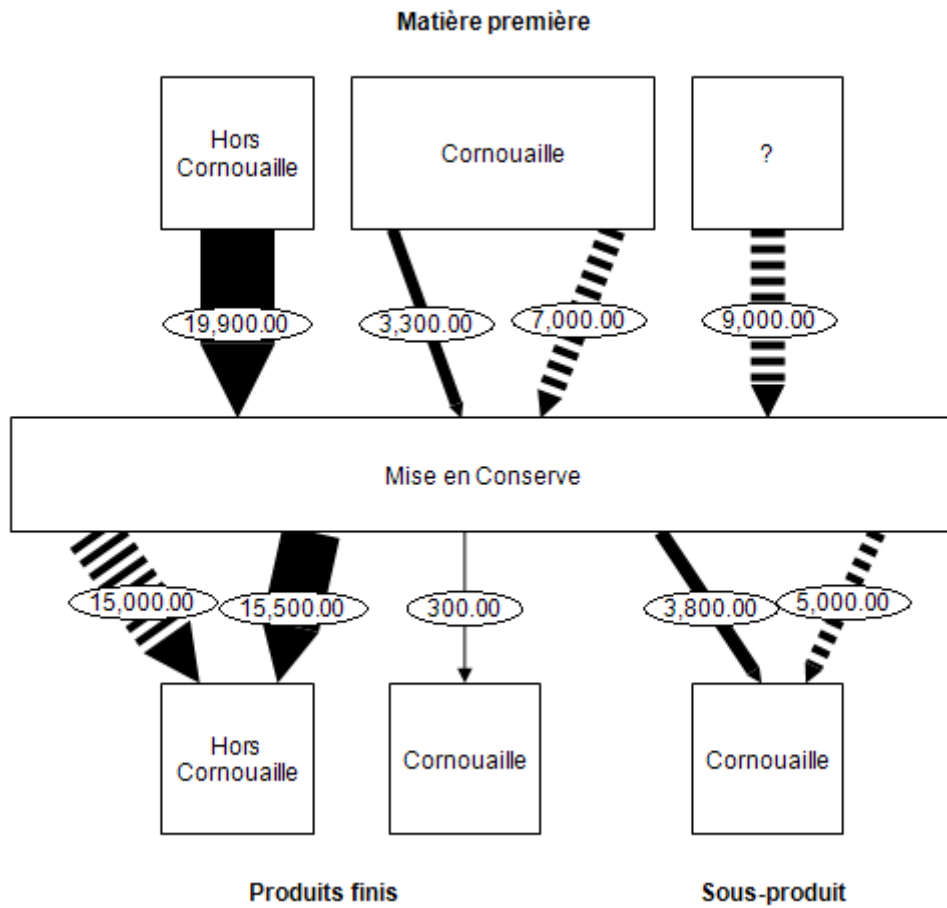 Matière première
Hors
Cornouaille
Cornouaille
?
19,900.00
3,300.00
7,000.00
9,000.00
Mise en Conserve
15,000.00
15,500.00
300.00
3,800.00
5,000.00
Hors
Cornouaille
Cornouaille
Cornouaille
Produits finis
Sous-produit